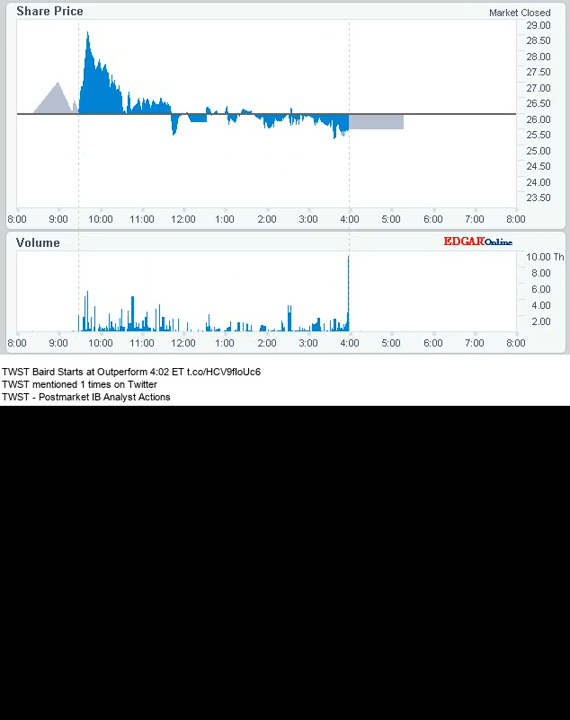 Share Price
Market Closed
29.00
28.50
28.00
27.50
27.00
26.50
26.00
25.50
25.00
24.50
24.00
23.50
8:00 9:00 10:00 11:00 12:00 1:00 2:00 3:00 4:00 5:00 6:00 7:00 8:00
Volume
EDGAR Online
10.00 Th
8.00
6.00
4.00
2.00
8:00 9:00 10:00 11:00 12:00 1:00 2:00 3:00 4:00 5:00 6:00 7:00 8:00
TWST Baird Starts at Outperform 4:02 ET t.co/HCV9floUc6
TWST mentioned 1 times on Twitter
TWST - Postmarket IB Analyst Actions